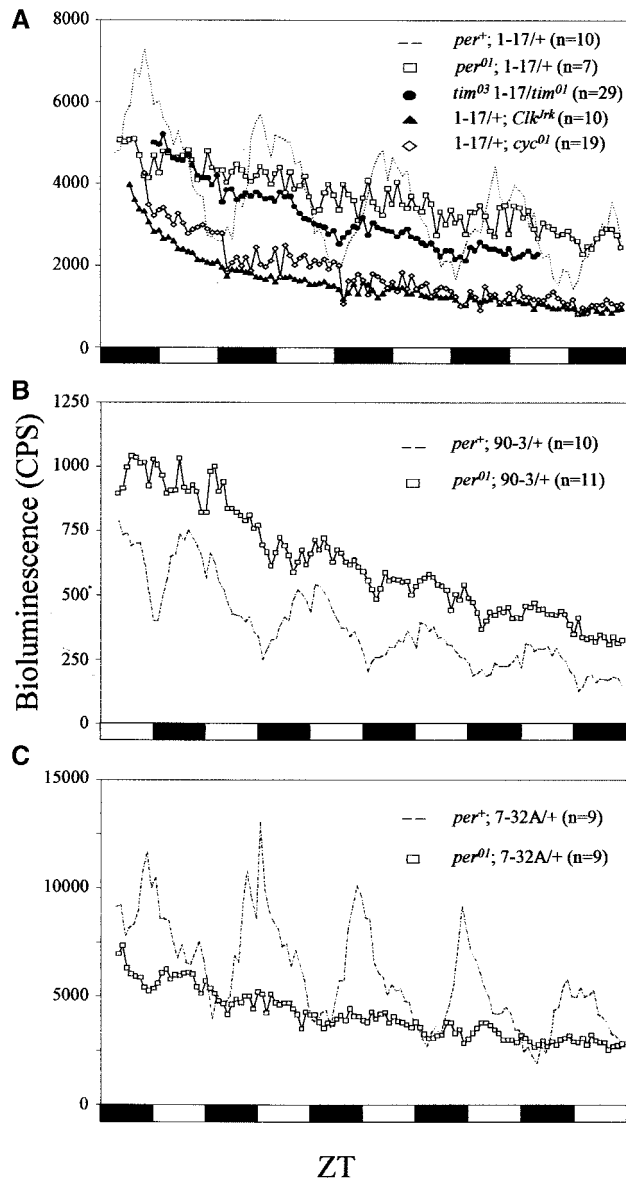 A
8000
6000
4000
2000
0
per+; 1-17/+ (n=10)
per01; 1-17/+ (n=7)
tim03 1-17/tim01 (n=29)
1-17/+; ClkJrk (n=10)
1-17/+; cyc01 (n=19)
B
Bioluminescence (CPS)
1250
1000
750
500
250
0
per+; 90-3/+ (n=10)
per01; 90-3/+ (n=11)
C
15000
10000
5000
0
per+; 7-32A/+ (n=9)
per01; 7-32A/+ (n=9)
ZT